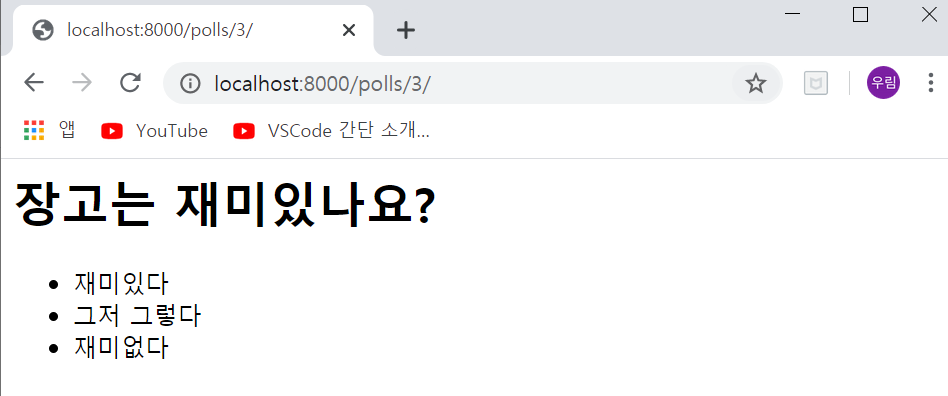 localhost:8000/polls/3/
localhost:8000/polls/3/
우림
앱 YouTube VSCode 간단 소개...
장고는 재미있나요?
재미있다
그저 그렇다
재미없다